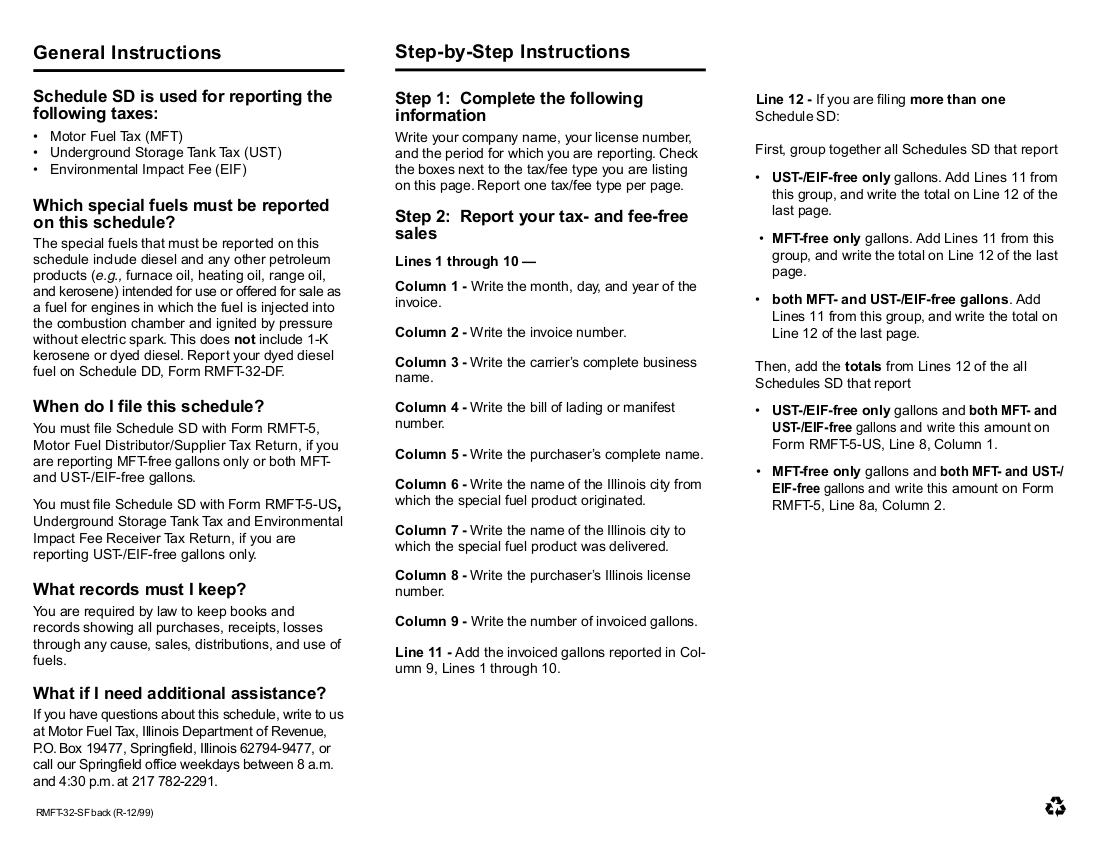 General Instructions
Schedule SD is used for reporting the
following taxes:
• Motor Fuel Tax (MFT)
• Underground Storage Tank Tax (UST)
• Environmental Impact Fee (EIF)
Which special fuels must be reported
on this schedule?
The special fuels that must be reported on this
schedule include diesel and any other petroleum
products (e.g., furnace oil, heating oil, range oil,
and kerosene) intended for use or offered for sale as
a fuel for engines in which the fuel is injected into
the combustion chamber and ignited by pressure
without electric spark. This does not include 1-K
kerosene or dyed diesel. Report your dyed diesel
fuel on Schedule DD, Form RMFT-32-DF.
When do I file this schedule?
You must file Schedule SD with Form RMFT-5,
Motor Fuel Distributor/Supplier Tax Return, if you
are reporting MFT-free gallons only or both MFT-
and UST-/EIF-free gallons.
You must file Schedule SD with Form RMFT-5-US,
Underground Storage Tank Tax and Environmental
Impact Fee Receiver Tax Return, if you are
reporting UST-/EIF-free gallons only.
What records must I keep?
You are required by law to keep books and
records showing all purchases, receipts, losses
through any cause, sales, distributions, and use of
fuels.
What if I need additional assistance?
If you have questions about this schedule, write to us
at Motor Fuel Tax, Illinois Department of Revenue,
P.O. Box 19477, Springfield, Illinois 62794-9477, or
call our Springfield office weekdays between 8 a.m.
and 4:30 p.m. at 217 782-2291.
RMFT-32-SF back (R-12/99)
Step-by-Step Instructions
Step 1: Complete the following
information
Write your company name, your license number,
and the period for which you are reporting. Check
the boxes next to the tax/fee type you are listing
on this page. Report one tax/fee type per page.
Step 2: Report your tax- and fee-free
sales
Lines 1 through 10 —
Column 1 - Write the month, day, and year of the
invoice.
Column 2 - Write the invoice number.
Column 3 - Write the carrier's complete business
name.
Column 4 - Write the bill of lading or manifest
number.
Column 5 - Write the purchaser's complete name.
Column 6 - Write the name of the Illinois city from
which the special fuel product originated.
Column 7 - Write the name of the Illinois city to
which the special fuel product was delivered.
Column 8 - Write the purchaser's Illinois license
number.
Column 9 - Write the number of invoiced gallons.
Line 11 - Add the invoiced gallons reported in Col-
umn 9, Lines 1 through 10.
Line 12 - If you are filing more than one
Schedule SD:
First, group together all Schedules SD that report
• UST-/EIF-free only gallons. Add Lines 11 from
this group, and write the total on Line 12 of the
last page.
• MFT-free only gallons. Add Lines 11 from this
group, and write the total on Line 12 of the last
page.
• both MFT- and UST-/EIF-free gallons. Add
Lines 11 from this group, and write the total on
Line 12 of the last page.
Then, add the totals from Lines 12 of the all
Schedules SD that report
• UST-/EIF-free only gallons and both MFT- and
UST-/EIF-free gallons and write this amount on
Form RMFT-5-US, Line 8, Column 1.
• MFT-free only gallons and both MFT- and UST-/
EIF-free gallons and write this amount on Form
RMFT-5, Line 8a, Column 2.